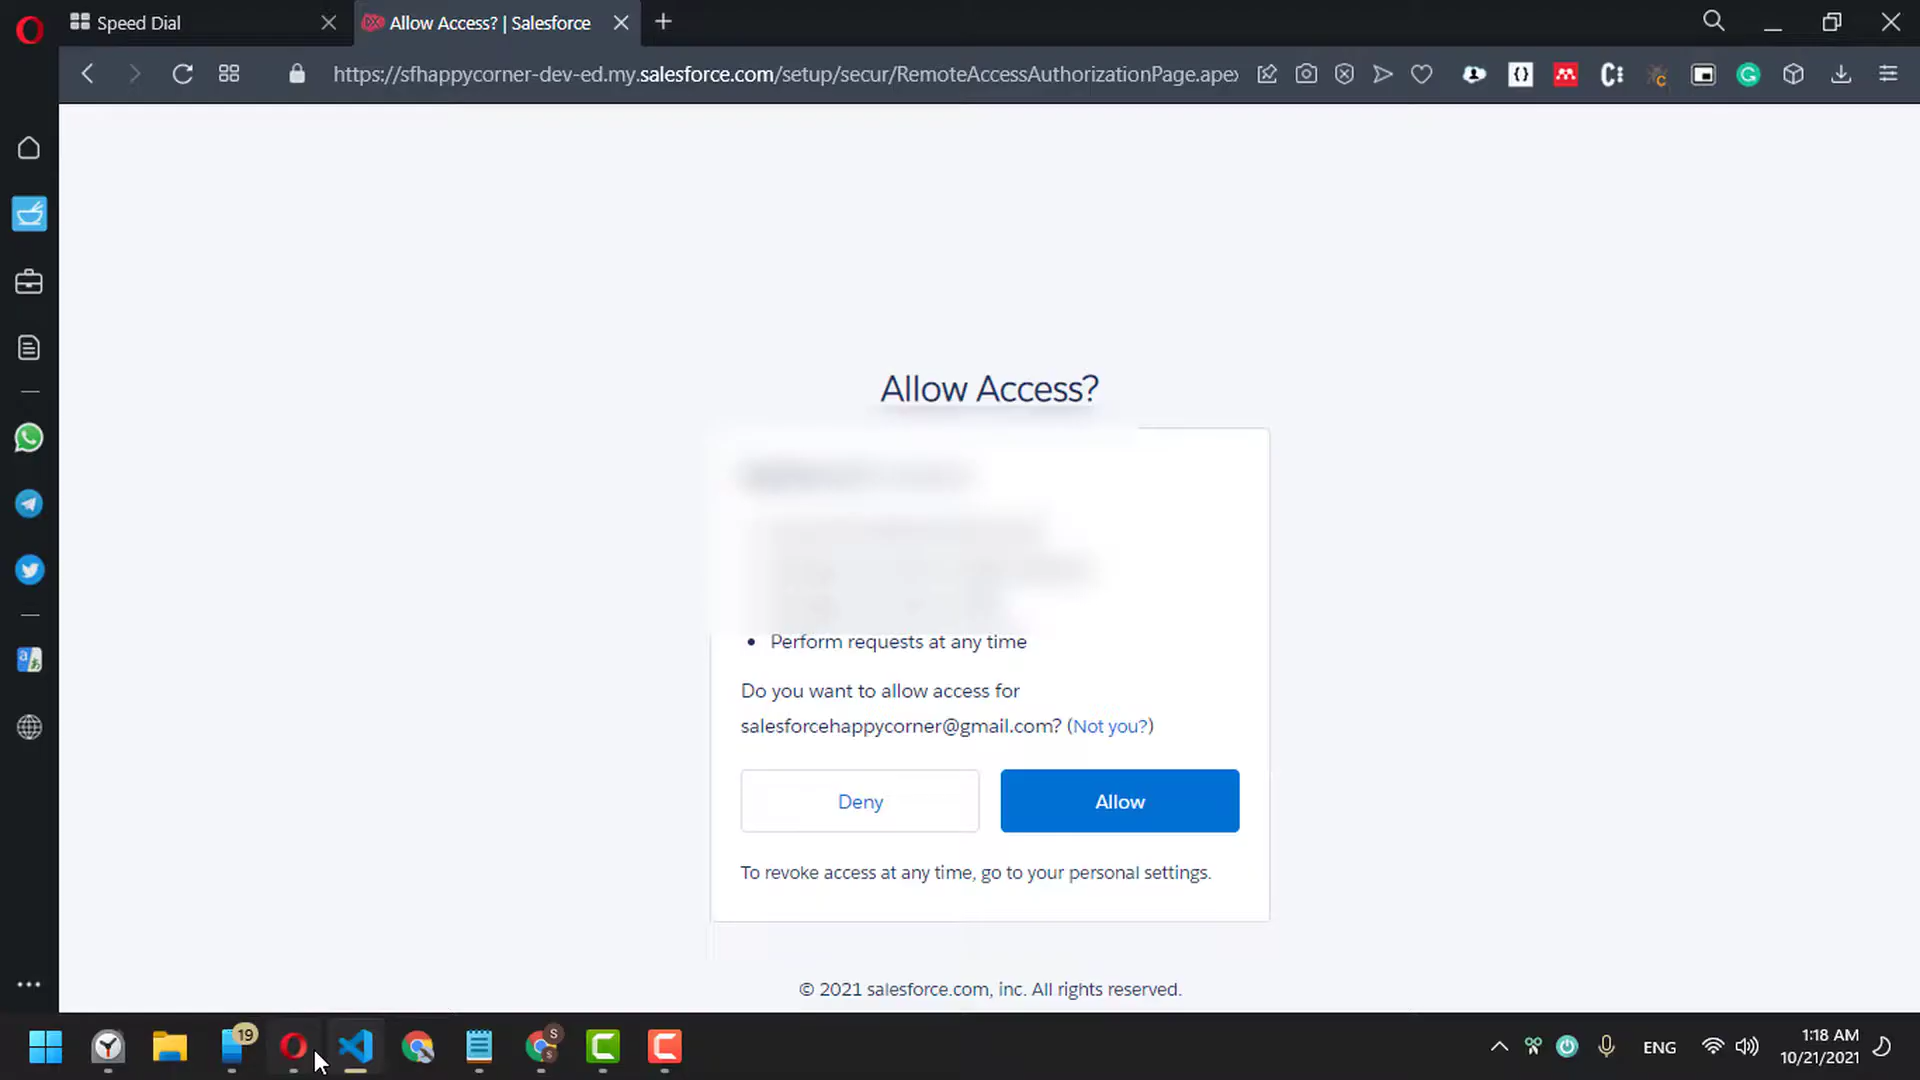 Speed Dial
Allow Access? | Salesforce
https://sfhappycorner-dev-ed.my.salesforce.com/setup/secur/RemoteAccessAuthorizationPage.apex
Allow Access?
• Perform requests at any time
Do you want to allow access for
salesforcehappycorner@gmail.com? (Not you?)
Deny
Allow
To revoke access at any time, go to your personal settings.
© 2021 salesforce.com, inc. All rights reserved.
19
S
S
ENG
1:18 AM
10/21/2021